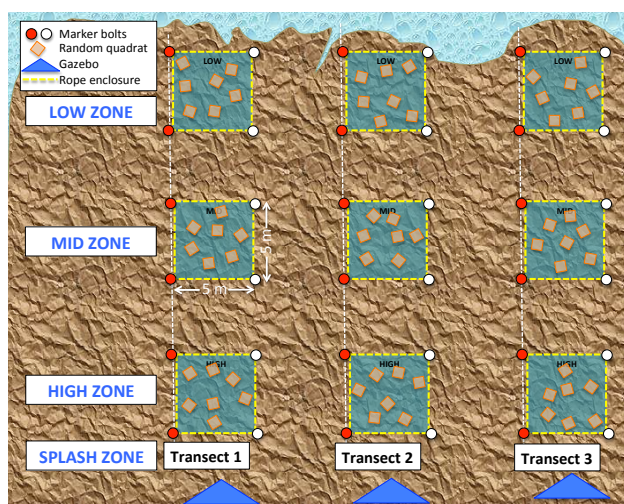 Marker bolts
Random quadrat
Gazebo
Rope enclosure
LOW
LOW
LOW
LOW ZONE
MID
MID
MID
MID ZONE
5 m
5 m
HIGH
HIGH
HIGH
HIGH ZONE
SPLASH ZONE
Transect 1
Transect 2
Transect 3